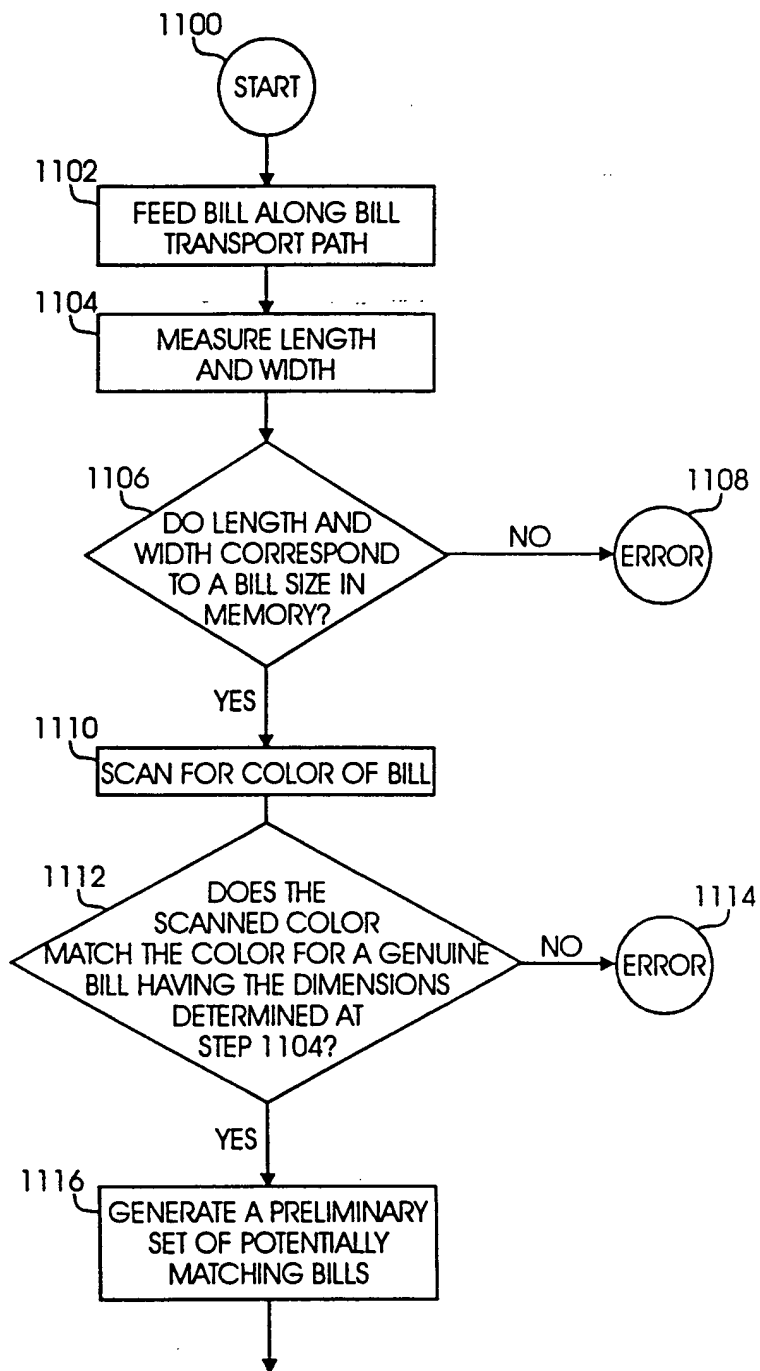 1100
START
1102
FEED BILL ALONG BILL
TRANSPORT PATH
1104
MEASURE LENGTH
AND WIDTH
1106
DO LENGTH AND
WIDTH CORRESPOND
TO A BILL SIZE IN
MEMORY?
NO
1108
ERROR
YES
1110
SCAN FOR COLOR OF BILL
1112
DOES THE
SCANNED COLOR
MATCH THE COLOR FOR A GENUINE
BILL HAVING THE DIMENSIONS
DETERMINED AT
STEP 1104?
NO
1114
ERROR
YES
1116
GENERATE A PRELIMINARY
SET OF POTENTIALLY
MATCHING BILLS